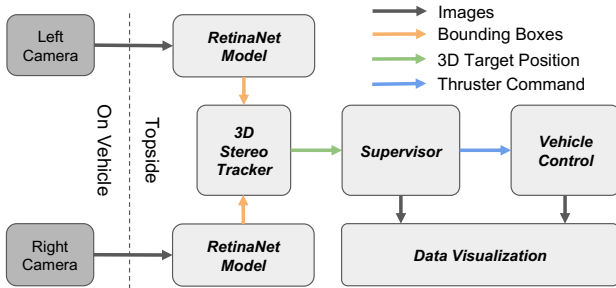 Left
Camera
RetinaNet
Model
Images
Bounding Boxes
3D Target Position
Thruster Command
On Vehicle
Topside
3D
Stereo
Tracker
Supervisor
Vehicle
Control
Right
Camera
RetinaNet
Model
Data Visualization